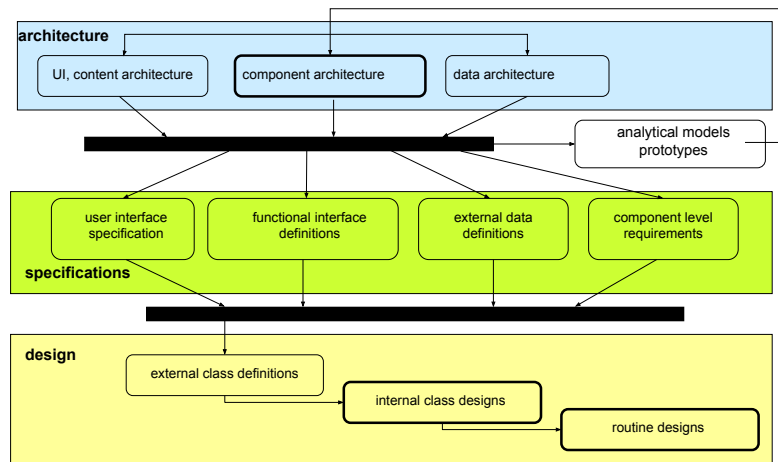 architecture
UI, content architecture
component architecture
data architecture
analytical models
prototypes
user interface
specification
functional interface
definitions
external data
definitions
component level
requirements
specifications
design
external class definitions
internal class designs
routine designs